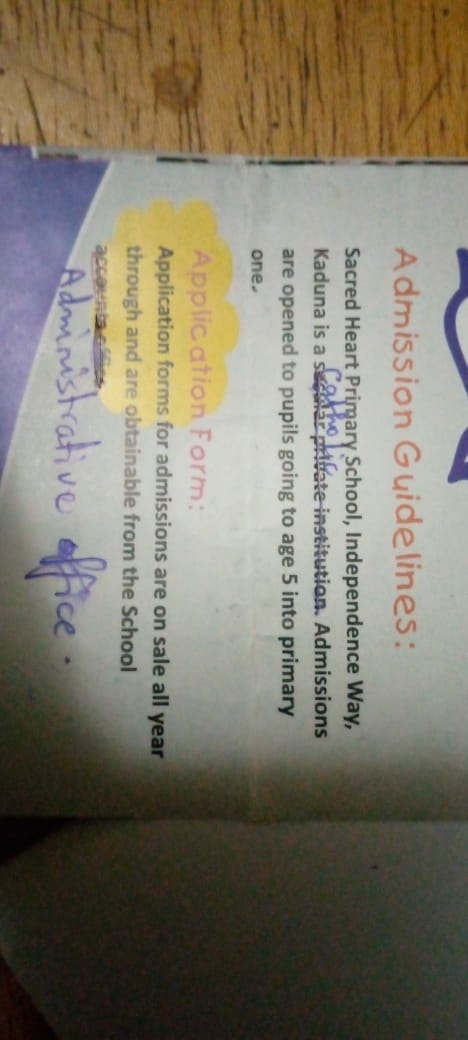 Admission Guidelines:
Sacred Heart Primary School, Independence Way,
Catholic
Kaduna is a secular private institution. Admissions
are opened to pupils going to age 5 into primary
one.
Application Form:
Application forms for admissions are on sale all year
through and are obtainable from the School
accounts office
Administrative office.